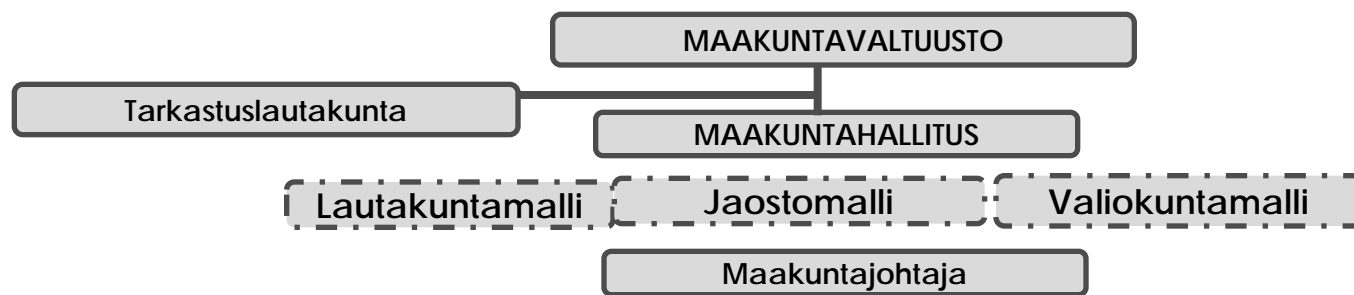 MAAKUNTAVALTUUSTO
Tarkastuslautakunta
MAAKUNTAHALLITUS
Lautakuntamalli
Jaostomalli
Valiokuntamalli
Maakuntajohtaja